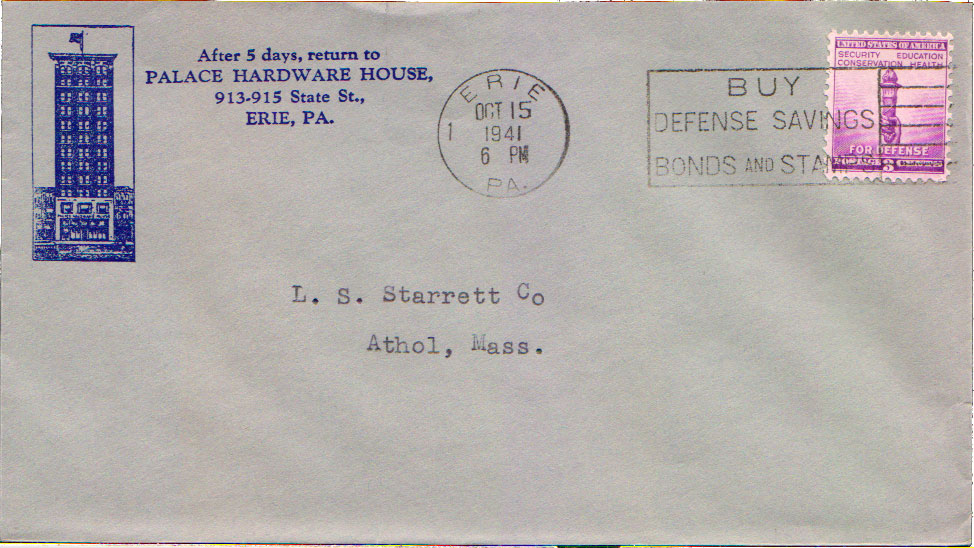 After 5 days, return to
PALACE HARDWARE HOUSE,
913-915 State St.,
ERIE, PA.
ERIE
OCT 15
1
1941
6 PM
PA.
BUY
DEFENSE SAVINGS
BONDS AND STAMPS
UNITED STATES OF AMERICA
SECURITY EDUCATION
CONSERVATION HEALTH
FOR DEFENSE
3
L. S. Starrett Co
Athol, Mass.